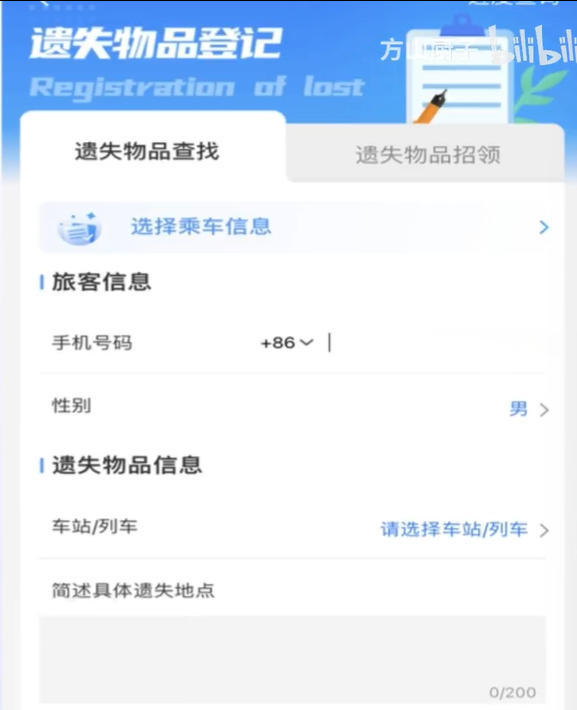 遗失物品登记
Registration of lost
bilibili
遗失物品查找
遗失物品招领
选择乘车信息
旅客信息
手机号码 +86
性别 男
遗失物品信息
车站/列车 请选择车站/列车
简述具体遗失地点
0/200